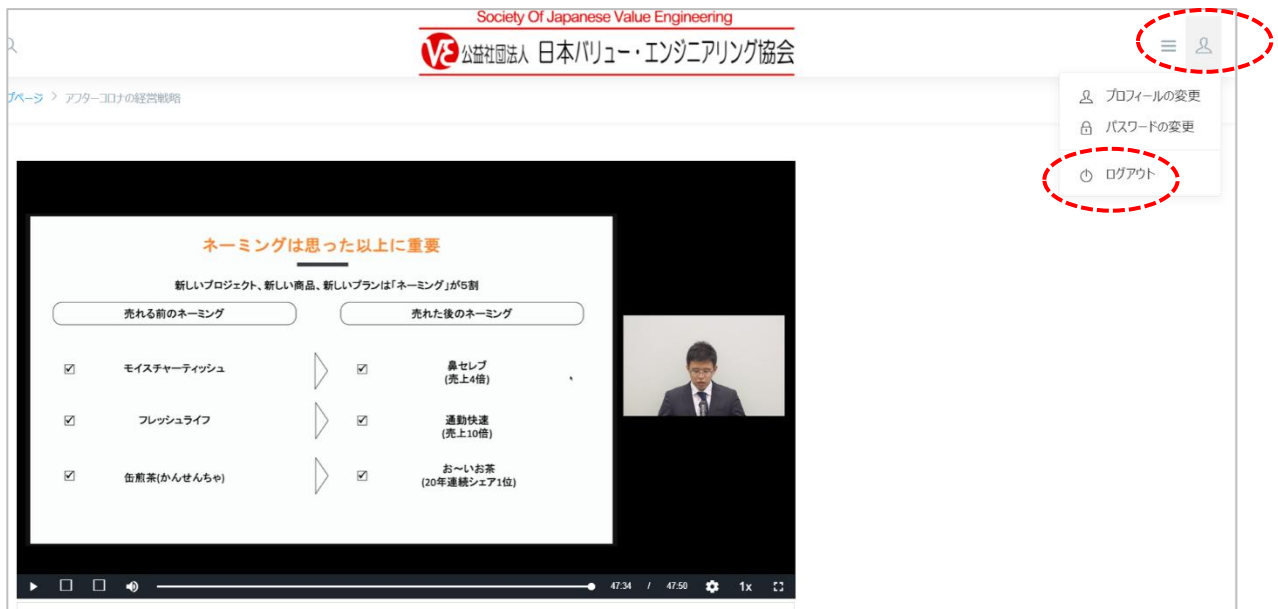 Society Of Japanese Value Engineering
VE 公益社団法人 日本バリュー・エンジニアリング協会
プページ > アフターコロナの経営戦略
プロフィールの変更
パスワードの変更
ログアウト
ネーミングは思った以上に重要
新しいプロジェクト、新しい商品、新しいプランは「ネーミング」が5割
売れる前のネーミング 売れた後のネーミング
モイスチャーティッシュ 鼻セレブ
(売上4倍)
フレッシュライフ 通勤快速
(売上10倍)
缶煎茶(かんせんちゃ) お～いお茶
(20年連続シェア1位)
47:34 / 47:50 1x